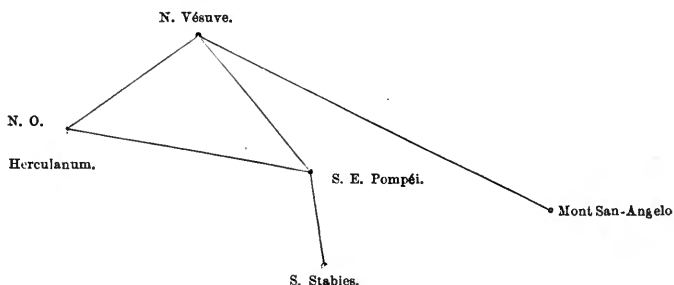 N. Vésuve.
N. O.
Herculanum.
S. E. Pompéi.
Mont San-Angelo
S. Stabies.